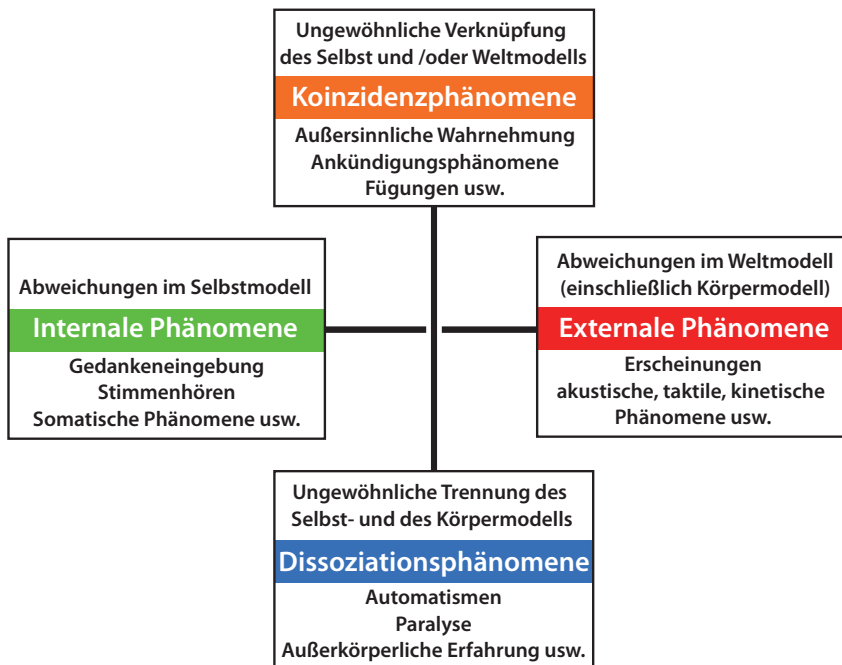 Ungewöhnliche Verknüpfung
des Selbst und /oder Weltmodells
Koinzidenzphänomene
Außersinnliche Wahrnehmung
Ankündigungsphänomene
Fügungen usw.
Abweichungen im Selbstmodell
Internale Phänomene
Gedankeneingebung
Stimmenhören
Somatische Phänomene usw.
Abweichungen im Weltmodell
(einschließlich Körpermodell)
Externale Phänomene
Erscheinungen
akustische, taktile, kinetische
Phänomene usw.
Ungewöhnliche Trennung des
Selbst- und des Körpermodells
Dissoziationsphänomene
Automatismen
Paralyse
Außerkörperliche Erfahrung usw.